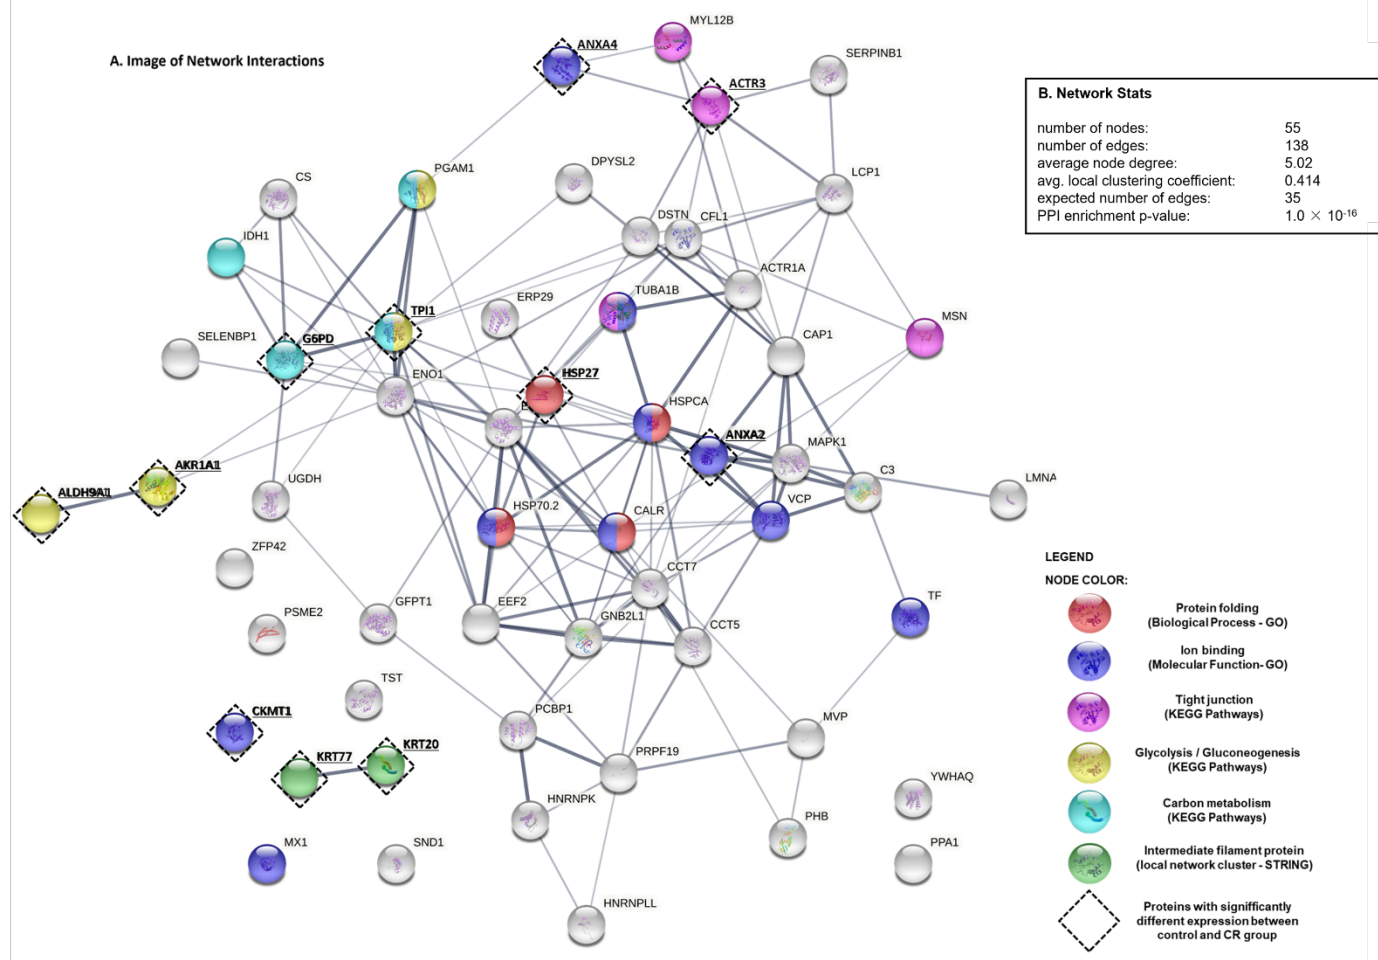 A. Image of Network Interactions
MYL12B
ANXA4
SERPINB1
ACTR3
B. Network Stats
number of nodes: 55
number of edges: 138
average node degree: 5.02
avg. local clustering coefficient: 0.414
expected number of edges: 35
PPI enrichment p-value: 1.0 × 10-16
PGAM1
DPYSL2
CS
LCP1
DSTN
CFL1
IDH1
ACTR1A
TUBA1B
ERP29
TPI1
MSN
SELENBP1
G6PD
CAP1
ENO1
HSP27
HSPCA
ANXA2
MAPK1
AKR1A1
C3
UGDH
LMNA
ALDH9A1
VCP
HSP70.2
CALR
ZFP42
CCT7
PSME2
GFPT1
EEF2
GNB2L1
CCT5
TF
TST
PCBP1
CKMT1
MVP
KRT77
KRT20
PRPF19
YWHAQ
HNRNPK
PHB
MX1
SND1
PPA1
HNRNPLL
LEGEND
NODE COLOR:
Protein folding
(Biological Process - GO)
Ion binding
(Molecular Function- GO)
Tight junction
(KEGG Pathways)
Glycolysis / Gluconeogenesis
(KEGG Pathways)
Carbon metabolism
(KEGG Pathways)
Intermediate filament protein
(local network cluster - STRING)
Proteins with signifficantly
different expression between
control and CR group